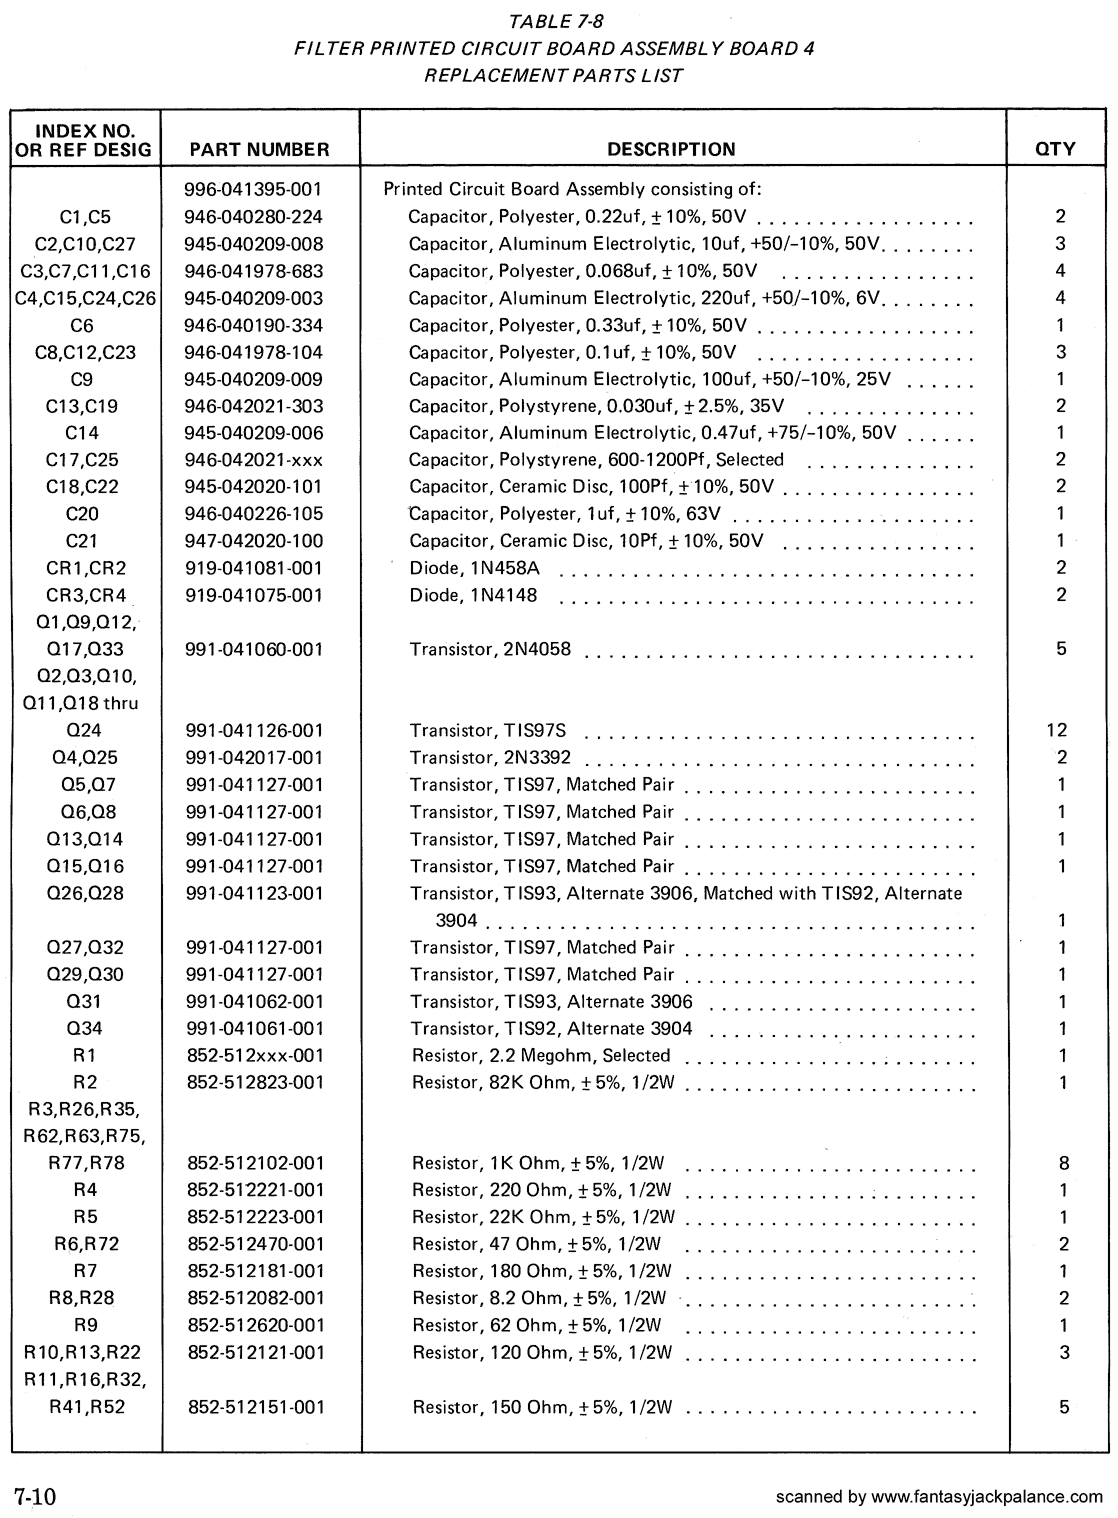 TABLE 7-8
FILTER PRINTED CIRCUIT BOARD ASSEMBLY BOARD 4
REPLACEMENT PARTS LIST
INDEX NO. OR REF DESIG PART NUMBER DESCRIPTION QTY
996-041395-001 Printed Circuit Board Assembly consisting of:
C1,C5 946-040280-224 Capacitor, Polyester, 0.22uf, ± 10%, 50V . . . . . . . . . . . . . . . . . . 2
C2,C10,C27 945-040209-008 Capacitor, Aluminum Electrolytic, 10uf, +50/-10%, 50V. . . . . . . . 3
C3,C7,C11,C16 946-041978-683 Capacitor, Polyester, 0.068uf, ± 10%, 50V . . . . . . . . . . . . . . . . 4
C4,C15,C24,C26 945-040209-003 Capacitor, Aluminum Electrolytic, 220uf, +50/-10%, 6V. . . . . . . . 4
C6 946-040190-334 Capacitor, Polyester, 0.33uf, ± 10%, 50V . . . . . . . . . . . . . . . . . . 1
C8,C12,C23 946-041978-104 Capacitor, Polyester, 0.1uf, ± 10%, 50V . . . . . . . . . . . . . . . . . . 3
C9 945-040209-009 Capacitor, Aluminum Electrolytic, 100uf, +50/-10%, 25V . . . . . . 1
C13,C19 946-042021-303 Capacitor, Polystyrene, 0.030uf, ± 2.5%, 35V . . . . . . . . . . . . . . 2
C14 945-040209-006 Capacitor, Aluminum Electrolytic, 0.47uf, +75/-10%, 50V . . . . . . 1
C17,C25 946-042021-xxx Capacitor, Polystyrene, 600-1200Pf, Selected . . . . . . . . . . . . . . 2
C18,C22 945-042020-101 Capacitor, Ceramic Disc, 100Pf, ± 10%, 50V . . . . . . . . . . . . . . . . 2
C20 946-040226-105 Capacitor, Polyester, 1uf, ± 10%, 63V . . . . . . . . . . . . . . . . . . . . 1
C21 947-042020-100 Capacitor, Ceramic Disc, 10Pf, ± 10%, 50V . . . . . . . . . . . . . . . . 1
CR1,CR2 919-041081-001 Diode, 1N458A . . . . . . . . . . . . . . . . . . . . . . . . . . . . . . . . . . 2
CR3,CR4 919-041075-001 Diode, 1N4148 . . . . . . . . . . . . . . . . . . . . . . . . . . . . . . . . . . 2
Q1,Q9,Q12,
Q17,Q33 991-041060-001 Transistor, 2N4058 . . . . . . . . . . . . . . . . . . . . . . . . . . . . . . . . 5
Q2,Q3,Q10,
Q11,Q18 thru
Q24 991-041126-001 Transistor, TIS97S . . . . . . . . . . . . . . . . . . . . . . . . . . . . . . . . 12
Q4,Q25 991-042017-001 Transistor, 2N3392 . . . . . . . . . . . . . . . . . . . . . . . . . . . . . . . . 2
Q5,Q7 991-041127-001 Transistor, TIS97, Matched Pair . . . . . . . . . . . . . . . . . . . . . . . . 1
Q6,Q8 991-041127-001 Transistor, TIS97, Matched Pair . . . . . . . . . . . . . . . . . . . . . . . . 1
Q13,Q14 991-041127-001 Transistor, TIS97, Matched Pair . . . . . . . . . . . . . . . . . . . . . . . . 1
Q15,Q16 991-041127-001 Transistor, TIS97, Matched Pair . . . . . . . . . . . . . . . . . . . . . . . . 1
Q26,Q28 991-041123-001 Transistor, TIS93, Alternate 3906, Matched with TIS92, Alternate
3904 . . . . . . . . . . . . . . . . . . . . . . . . . . . . . . . . . . . . . . . . 1
Q27,Q32 991-041127-001 Transistor, TIS97, Matched Pair . . . . . . . . . . . . . . . . . . . . . . . . 1
Q29,Q30 991-041127-001 Transistor, TIS97, Matched Pair . . . . . . . . . . . . . . . . . . . . . . . . 1
Q31 991-041062-001 Transistor, TIS93, Alternate 3906 . . . . . . . . . . . . . . . . . . . . . . 1
Q34 991-041061-001 Transistor, TIS92, Alternate 3904 . . . . . . . . . . . . . . . . . . . . . . 1
R1 852-512xxx-001 Resistor, 2.2 Megohm, Selected . . . . . . . . . . . . . . . . . . . . . . . . 1
R2 852-512823-001 Resistor, 82K Ohm, ± 5%, 1/2W . . . . . . . . . . . . . . . . . . . . . . . . 1
R3,R26,R35,
R62,R63,R75,
R77,R78 852-512102-001 Resistor, 1K Ohm, ± 5%, 1/2W . . . . . . . . . . . . . . . . . . . . . . . . 8
R4 852-512221-001 Resistor, 220 Ohm, ± 5%, 1/2W . . . . . . . . . . . . . . . . . . . . . . . . 1
R5 852-512223-001 Resistor, 22K Ohm, ± 5%, 1/2W . . . . . . . . . . . . . . . . . . . . . . . . 1
R6,R72 852-512470-001 Resistor, 47 Ohm, ± 5%, 1/2W . . . . . . . . . . . . . . . . . . . . . . . . 2
R7 852-512181-001 Resistor, 180 Ohm, ± 5%, 1/2W . . . . . . . . . . . . . . . . . . . . . . . . 1
R8,R28 852-512082-001 Resistor, 8.2 Ohm, ± 5%, 1/2W . . . . . . . . . . . . . . . . . . . . . . . . 2
R9 852-512620-001 Resistor, 62 Ohm, ± 5%, 1/2W . . . . . . . . . . . . . . . . . . . . . . . . 1
R10,R13,R22 852-512121-001 Resistor, 120 Ohm, ± 5%, 1/2W . . . . . . . . . . . . . . . . . . . . . . . . 3
R11,R16,R32,
R41,R52 852-512151-001 Resistor, 150 Ohm, ± 5%, 1/2W . . . . . . . . . . . . . . . . . . . . . . . . 5
7-10
scanned by www.fantasyjackpalance.com